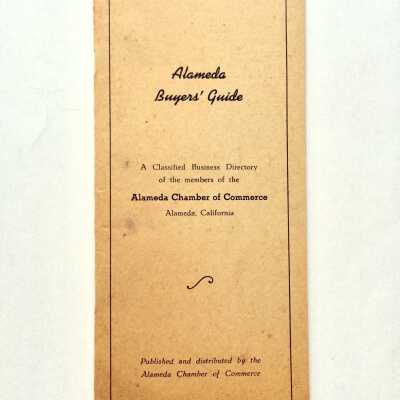 Alameda
Buyers' Guide
A Classified Business Directory
of the members of the
Alameda Chamber of Commerce
Alameda, California
Published and distributed by the
Alameda Chamber of Commerce